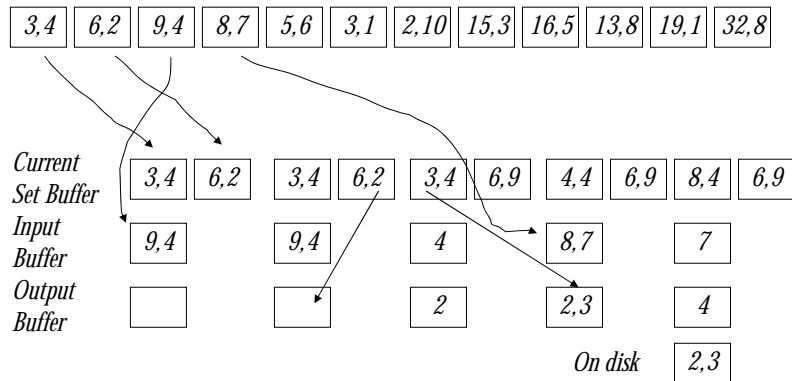 3,4 6,2 9,4 8,7 5,6 3,1 2,10 15,3 16,5 13,8 19,1 32,8
Current
Set Buffer
3,4 6,2 3,4 6,2 3,4 6,9 4,4 6,9 8,4 6,9
Input
Buffer
9,4 9,4 4 8,7 7
Output
Buffer
2 2,3 4
On disk 2,3